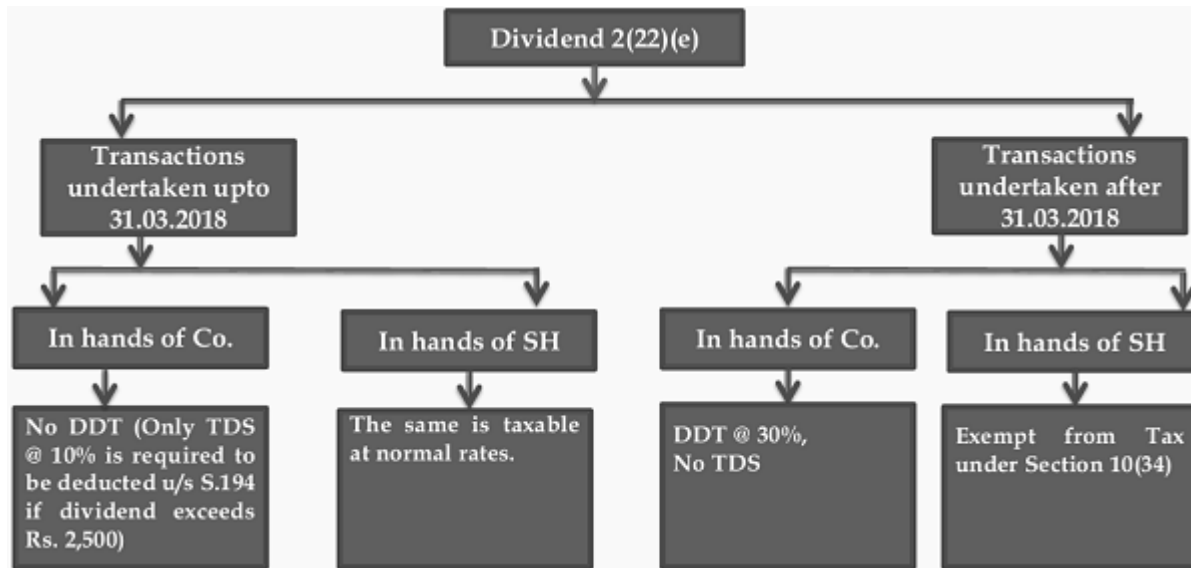 Dividend 2(22)(e)
Transactions
undertaken upto
31.03.2018
Transactions
undertaken after
31.03.2018
In hands of Co.
In hands of SH
In hands of Co.
In hands of SH
No DDT (Only TDS
@ 10% is required to
be deducted u/s S.194
if dividend exceeds
Rs. 2,500)
The same is taxable
at normal rates.
DDT @ 30%,
No TDS
Exempt from Tax
under Section 10(34)